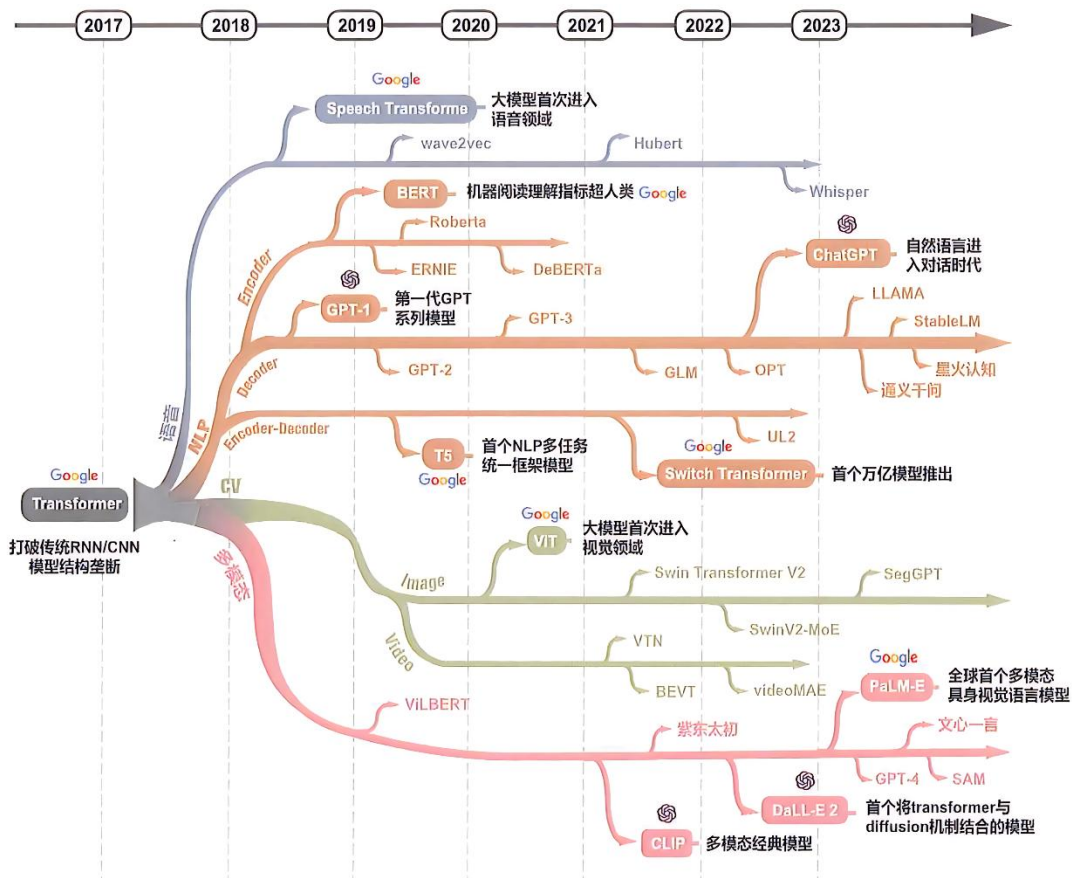 2017
2018
2019
2020
2021
2022
2023
Google
Speech Transforme
大模型首次进入
语音领域
wave2vec
Hubert
Whisper
语音
BERT
机器阅读理解指标超人类 Google
Roberta
ERNIE
DeBERTa
Encoder
ChatGPT
自然语言进
入对话时代
GPT-1
第一代GPT
系列模型
GPT-3
GPT-2
GLM
OPT
LLAMA
StableLM
星火认知
通义千问
Decoder
NLP
Encoder-Decoder
T5
Google
首个NLP多任务
统一框架模型
UL2
Google
Switch Transformer
首个万亿模型推出
Google
Transformer
打破传统RNN/CNN
模型结构垄断
CV
Google
VIT
大模型首次进入
视觉领域
Image
Swin Transformer V2
SegGPT
SwinV2-MoE
Video
VTN
BEVT
videoMAE
多模态
ViLBERT
紫东太初
Google
PaLM-E
全球首个多模态
具身视觉语言模型
文心一言
GPT-4
SAM
DaLL-E 2
首个将transformer与
diffusion机制结合的模型
CLIP
多模态经典模型